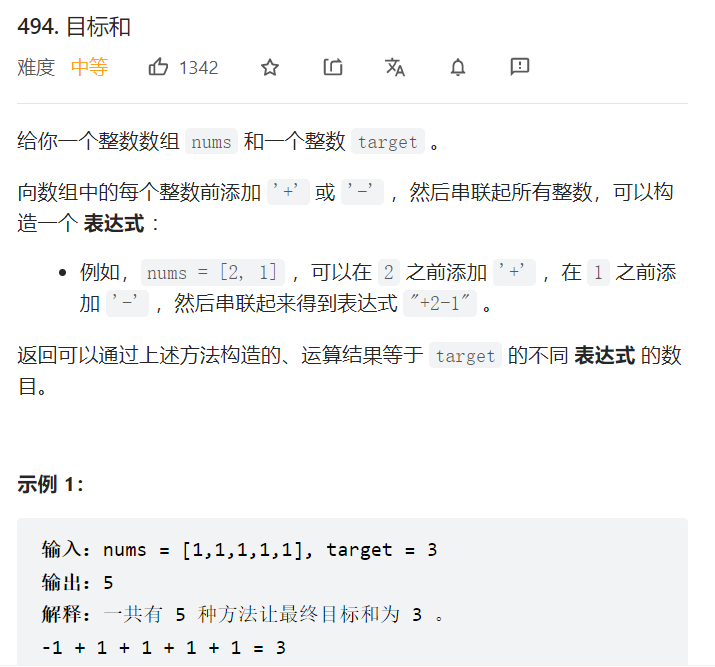 494. 目标和
难度 中等 1342
给你一个整数数组 nums 和一个整数 target 。
向数组中的每个整数前添加 '+' 或 '-' ，然后串联起所有整数，可以构
造一个 表达式 ：
例如，nums = [2, 1] ，可以在 2 之前添加 '+' ，在 1 之前添
加 '-' ，然后串联起来得到表达式 "+2-1" 。
返回可以通过上述方法构造的、运算结果等于 target 的不同 表达式 的数
目。
示例 1：
输入：nums = [1,1,1,1,1], target = 3
输出：5
解释：一共有 5 种方法让最终目标和为 3 。
-1 + 1 + 1 + 1 + 1 = 3